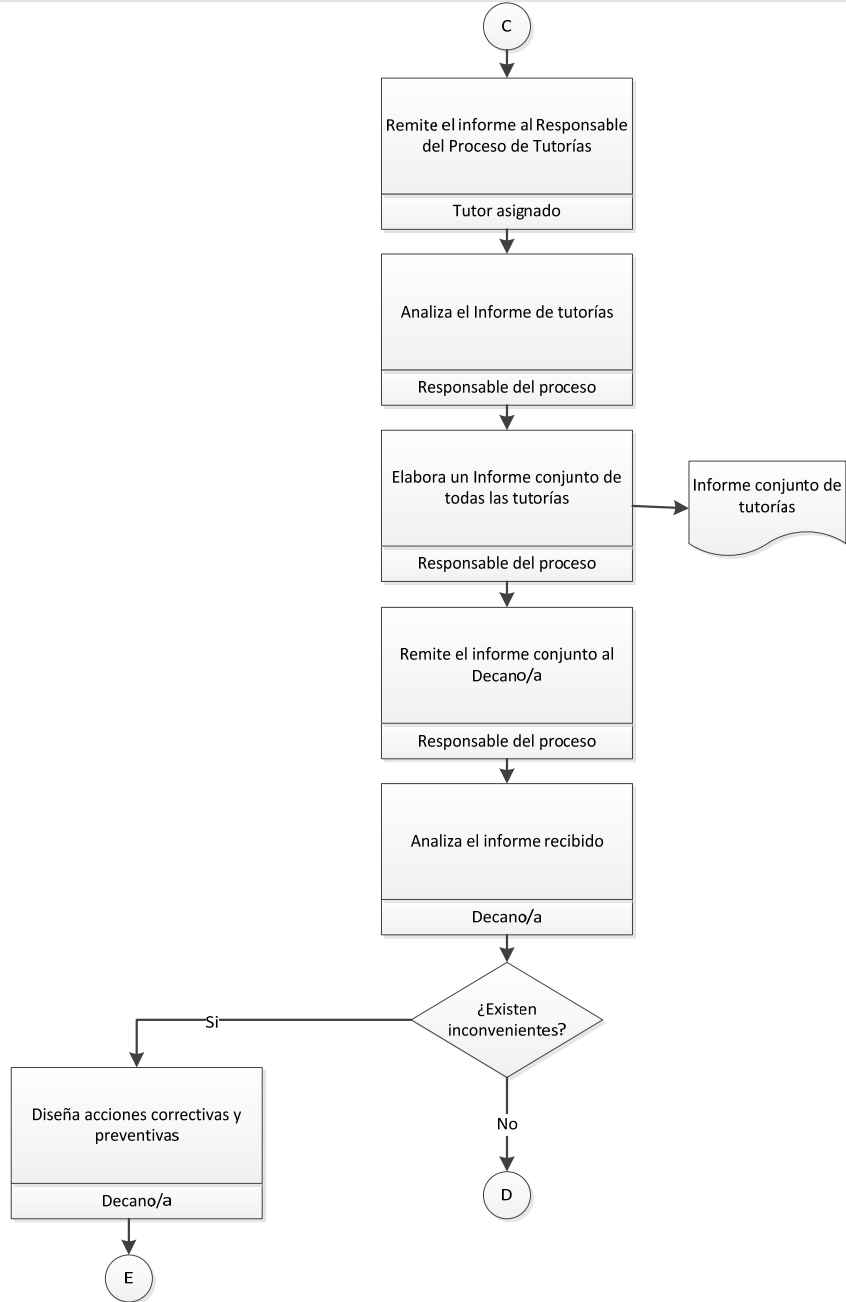 C
Remite el informe al Responsable
del Proceso de Tutorías
Tutor asignado
Analiza el Informe de tutorías
Responsable del proceso
Elabora un Informe conjunto de
todas las tutorías
Responsable del proceso
Informe conjunto de
tutorías
Remite el informe conjunto al
Decano/a
Responsable del proceso
Analiza el informe recibido
Decano/a
¿Existen
inconvenientes?
Si
Diseña acciones correctivas y
preventivas
Decano/a
E
No
D